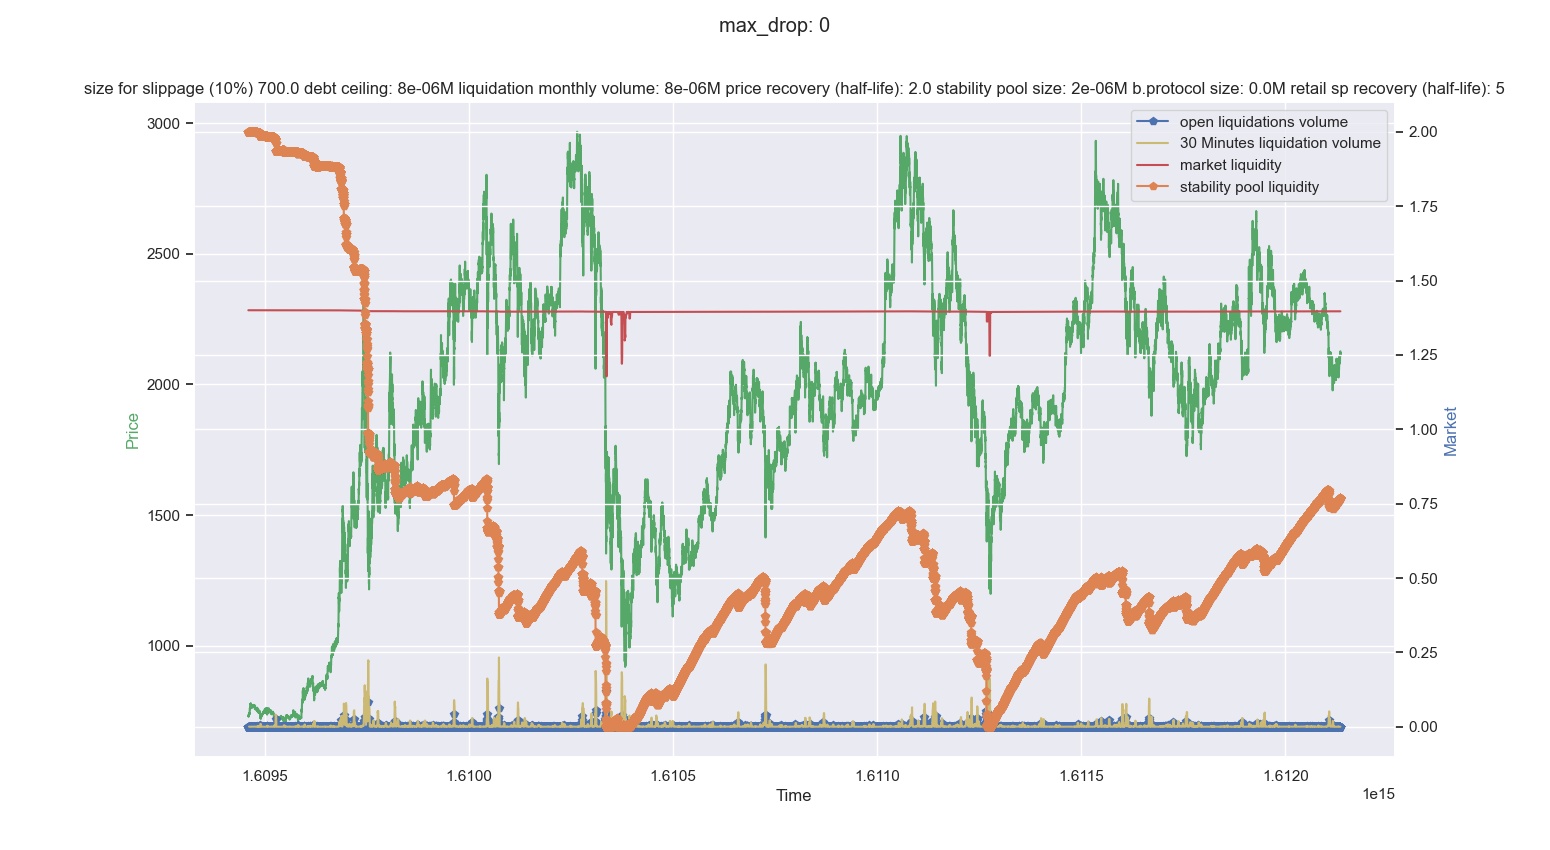 max_drop: 0
size for slippage (10%) 700.0 debt ceiling: 8e-06M liquidation monthly volume: 8e-06M price recovery (half-life): 2.0 stability pool size: 2e-06M b.protocol size: 0.0M retail sp recovery (half-life): 5
3000
2500
2000
1500
1000
Price
open liquidations volume
30 Minutes liquidation volume
market liquidity
stability pool liquidity
2.00
1.75
1.50
1.25
1.00
0.75
0.50
0.25
0.00
Market
1.6095
1.6100
1.6105
1.6110
1.6115
1.6120
1e15
Time